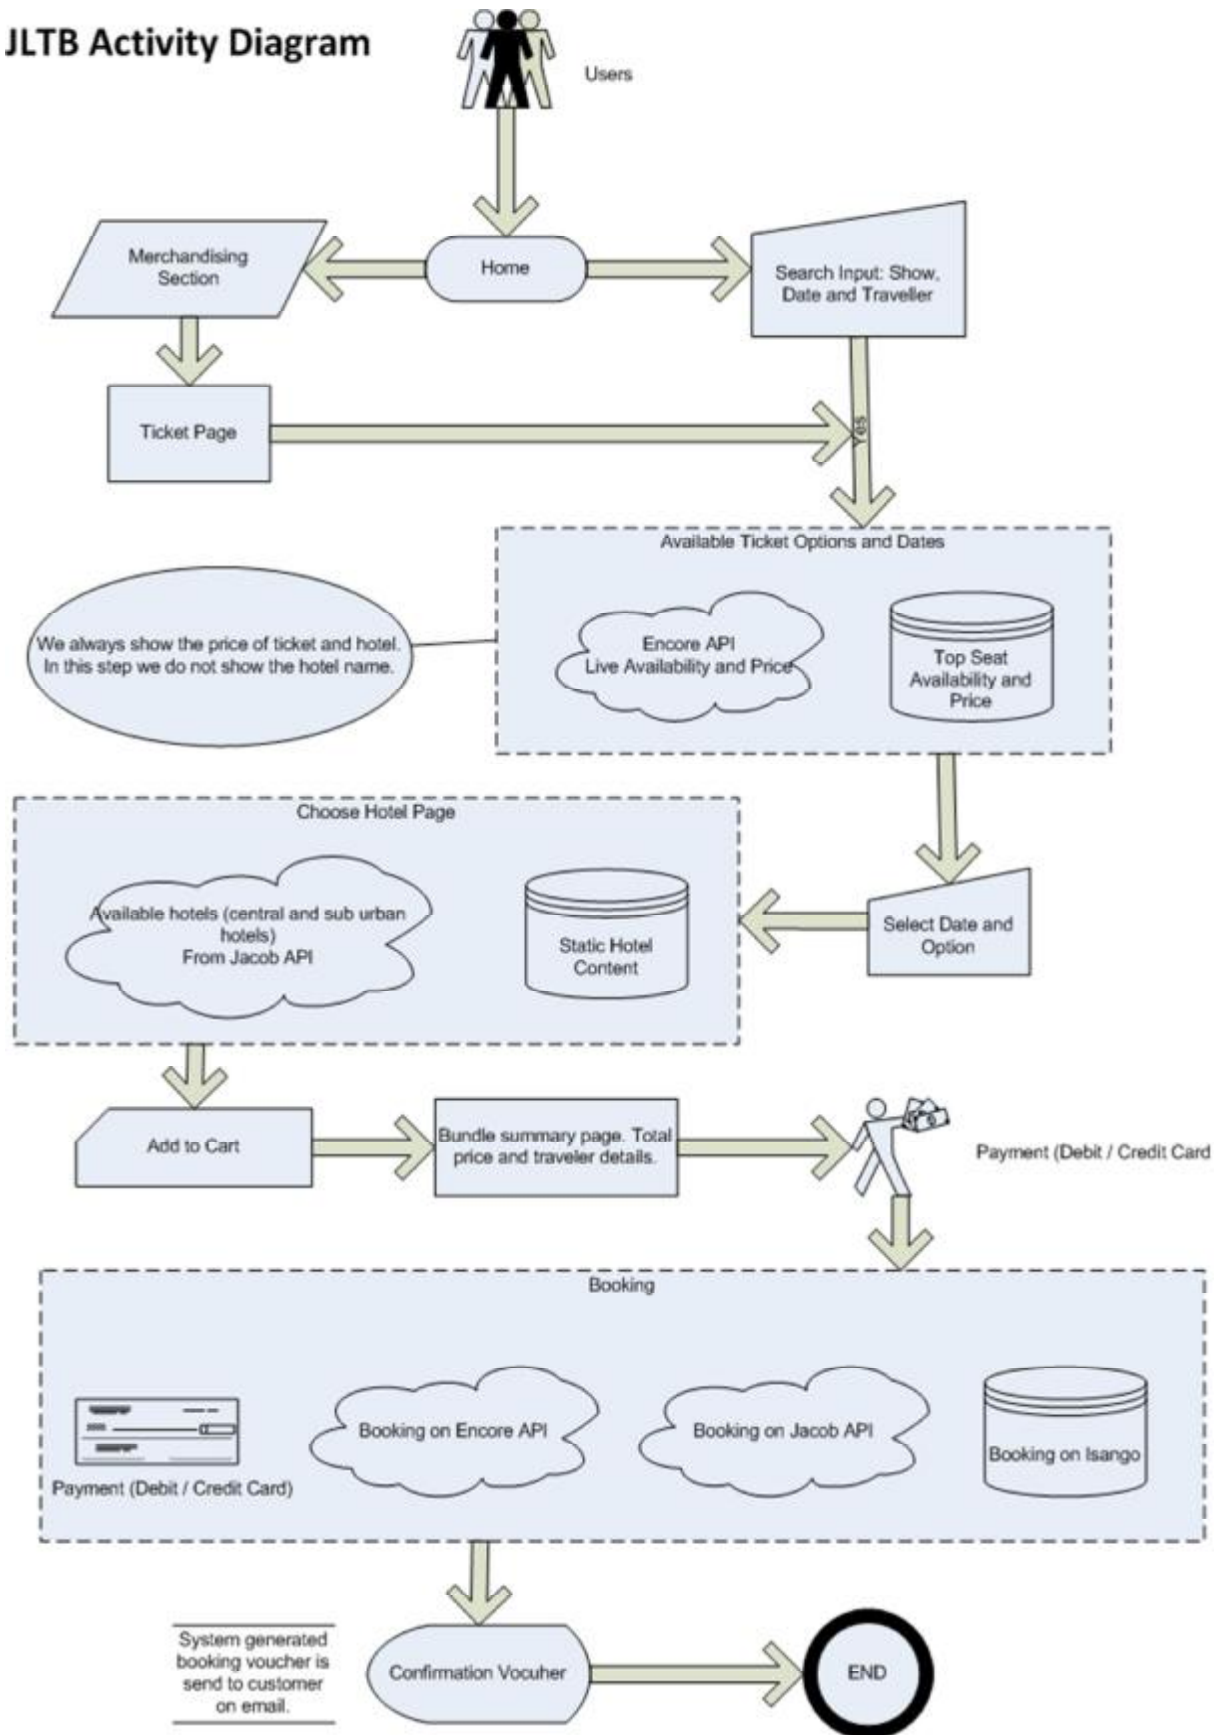 JLTB Activity Diagram
Users
Merchandising
Section
Home
Search Input: Show,
Date and Traveller
Ticket Page
Yes
Available Ticket Options and Dates
We always show the price of ticket and hotel.
In this step we do not show the hotel name.
Encore API
Live Availability and Price
Top Seat
Availability and
Price
Choose Hotel Page
Available hotels (central and sub urban
hotels)
From Jacob API
Static Hotel
Content
Select Date and
Option
Add to Cart
Bundle summary page. Total
price and traveler details.
Payment (Debit / Credit Card
Booking
Payment (Debit / Credit Card)
Booking on Encore API
Booking on Jacob API
Booking on Isango
System generated
booking voucher is
send to customer
on email.
Confirmation Vocuher
END